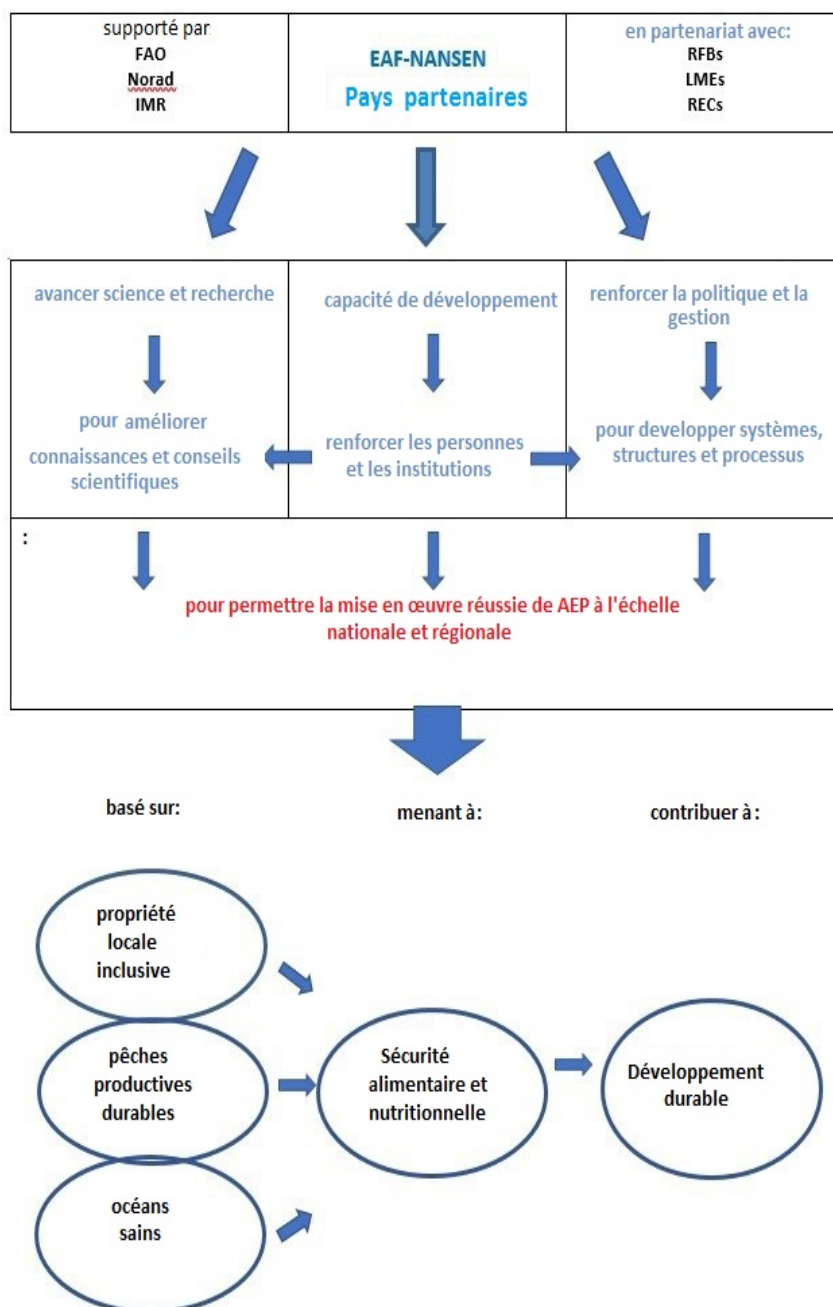 supporté par
FAO
Norad
IMR
EAF-NANSEN
Pays partenaires
en partenariat avec:
RFBs
LMEs
RECs
avancer science et recherche
pour améliorer
connaissances et conseils
scientifiques
capacité de développement
renforcer les personnes
et les institutions
renforcer la politique et la
gestion
pour developper systèmes,
structures et processus
:
pour permettre la mise en œuvre réussie de AEP à l'échelle
nationale et régionale
basé sur:
menant à:
contribuer à:
propriété
locale
inclusive
pêches
productives
durables
océans
sains
Sécurité
alimentaire et
nutritionnelle
Développement
durable